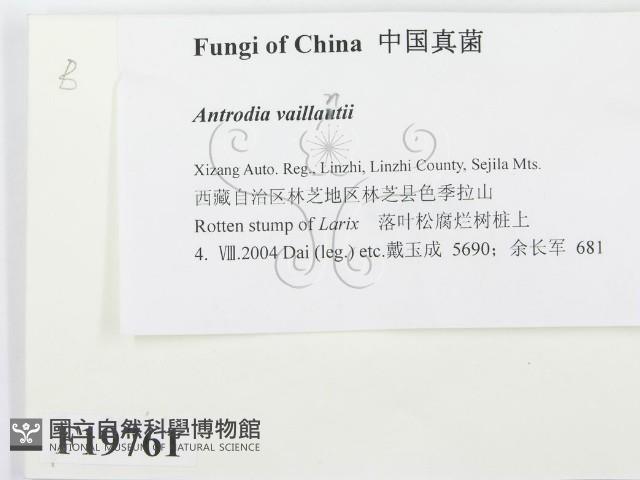 Fungi of China 中国真菌
B
n
Antrodia vaillautii
Xizang Auto. Reg., Linzhi, Linzhi County, Sejila Mts.
西藏自治区林芝地区林芝县色季拉山
Rotten stump of Larix 落叶松腐烂树桩上
4. Ⅷ.2004 Dai (leg.) etc.戴玉成 5690; 余长军 681
國立自然科學博物館
NATIONAL MUSEUM OF NATURAL SCIENCE
F19761